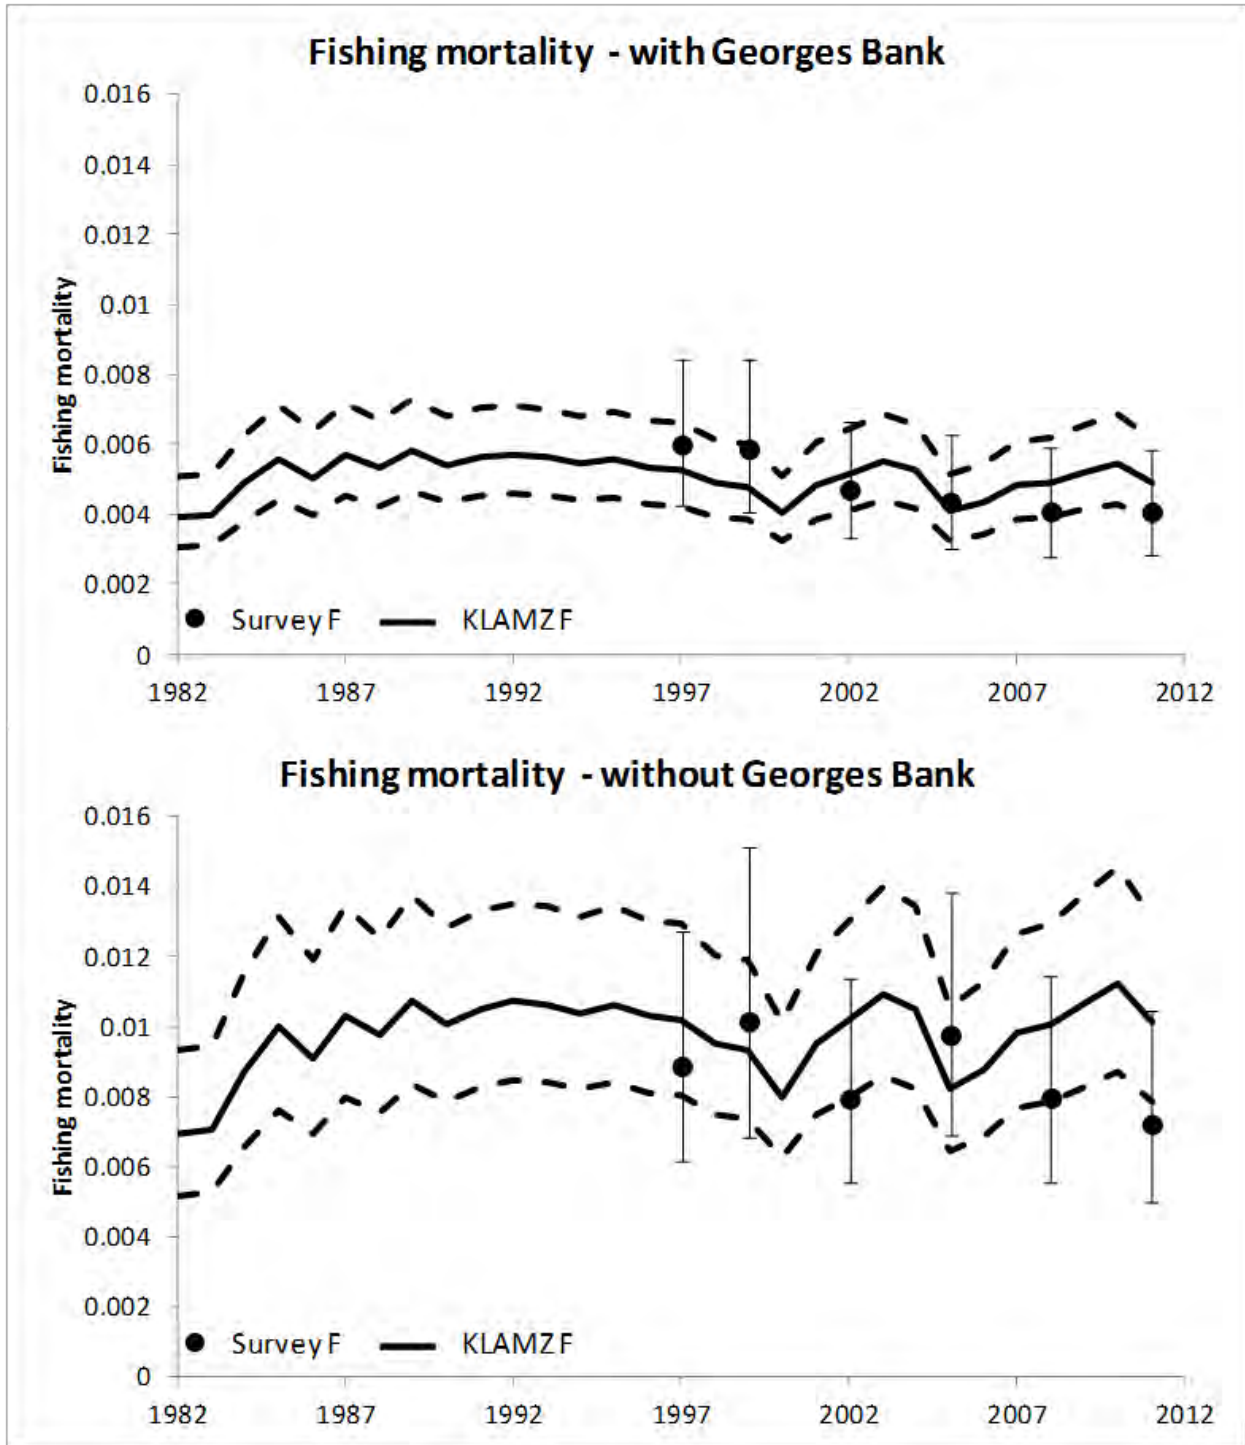 Fishing mortality - with Georges Bank
0.016
0.014
0.012
0.01
0.008
0.006
0.004
0.002
0
Fishing mortality
Survey F KLAMZ F
1982 1987 1992 1997 2002 2007 2012
Fishing mortality - without Georges Bank
0.016
0.014
0.012
0.01
0.008
0.006
0.004
0.002
0
Fishing mortality
Survey F KLAMZ F
1982 1987 1992 1997 2002 2007 2012